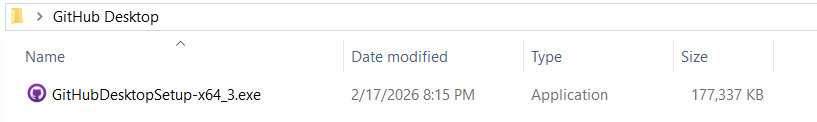 GitHub Desktop
Name Date modified Type Size
GitHubDesktopSetup-x64_3.exe 2/17/2026 8:15 PM Application 177,337 KB